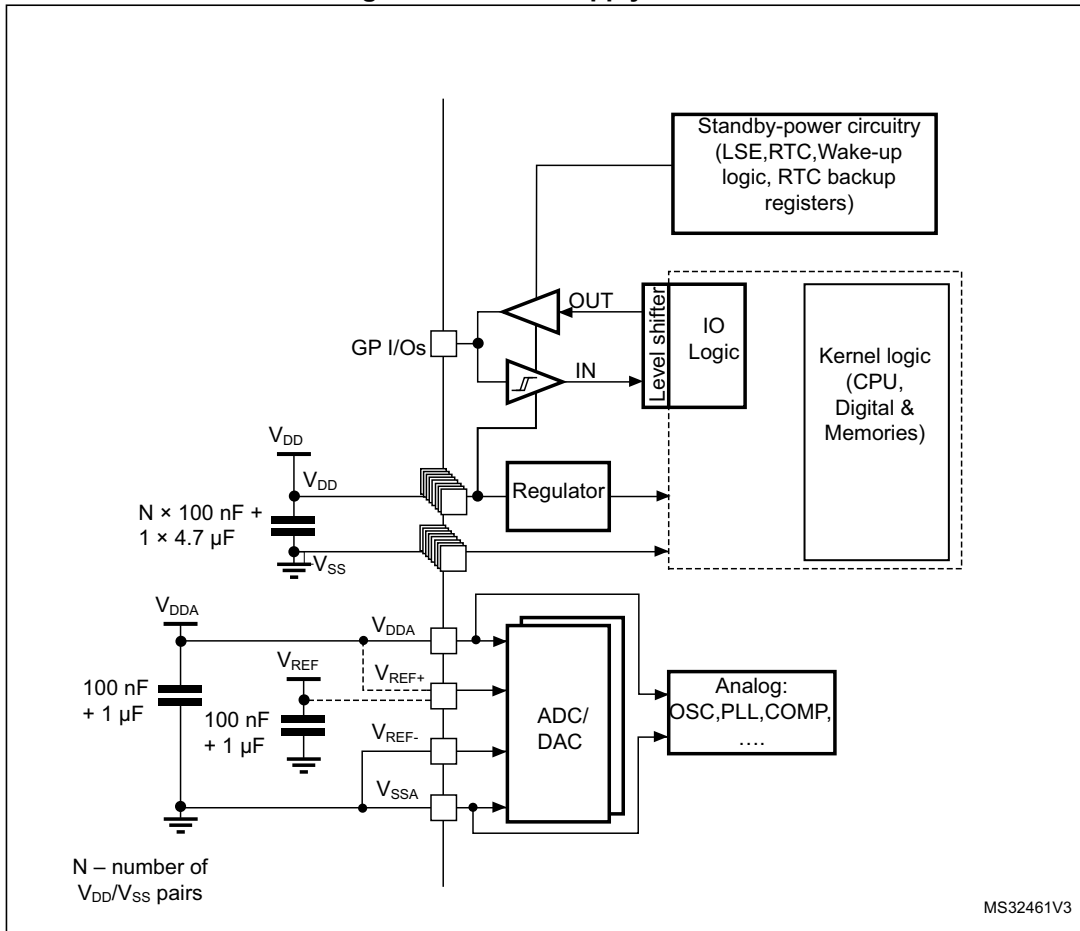 Standby-power circuitry
(LSE,RTC,Wake-up
logic, RTC backup
registers)
OUT
Level shifter
IO
Logic
GP I/Os
IN
Kernel logic
(CPU,
Digital &
Memories)
VDD
VDD
Regulator
N × 100 nF +
1 × 4.7 µF
VSS
VDDA
VDDA
VREF
VREF+
100 nF
+ 1 µF
100 nF
+ 1 µF
ADC/
DAC
Analog:
OSC,PLL,COMP,
….
VREF-
VSSA
N – number of
VDD/VSS pairs
MS32461V3